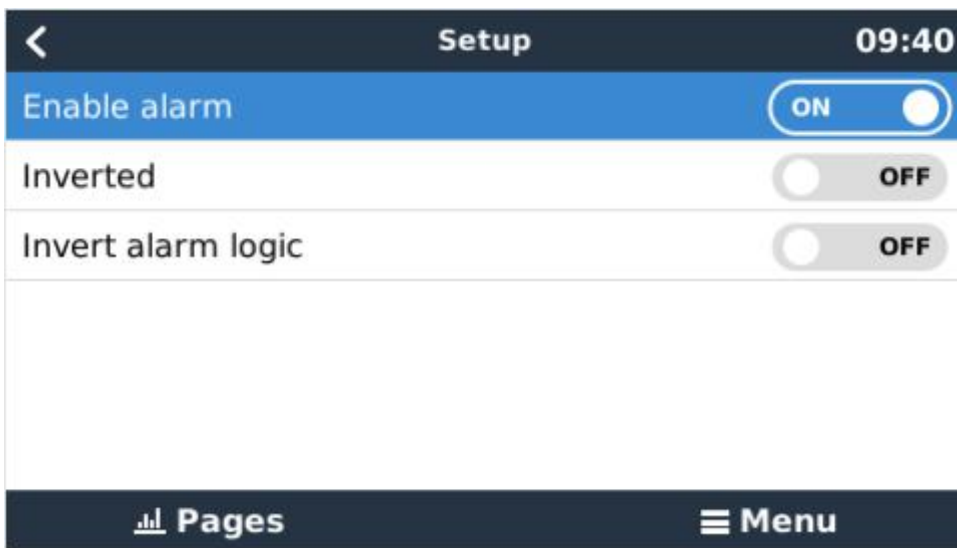 Setup 09:40
Enable alarm ON
Inverted OFF
Invert alarm logic OFF
Pages Menu